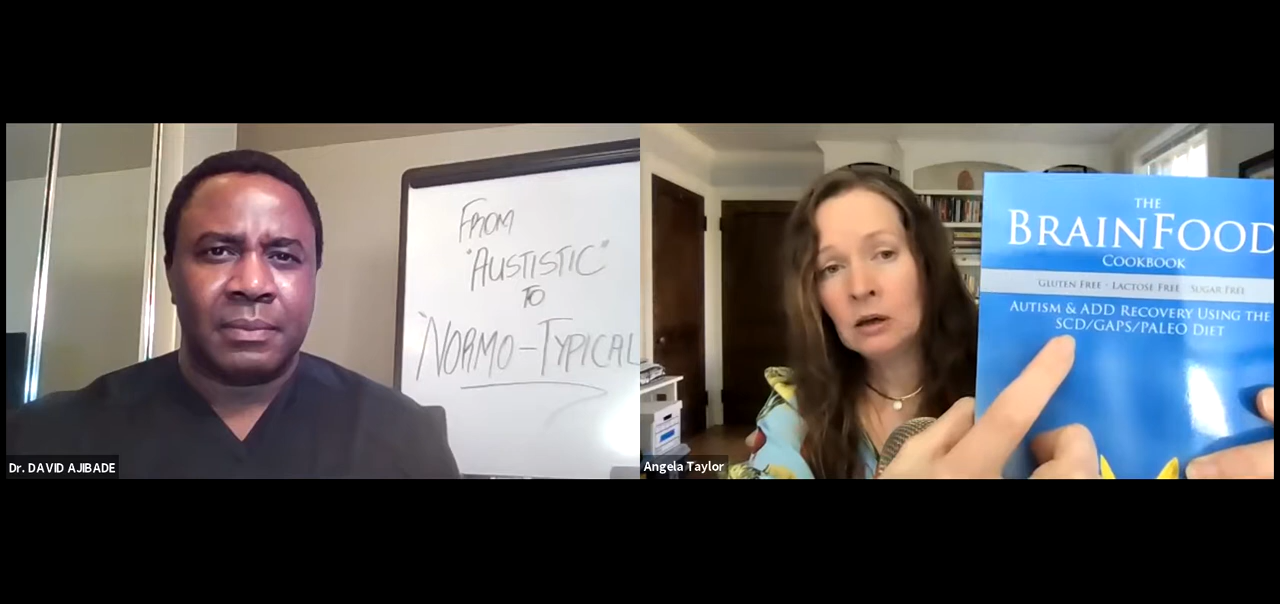 FROM
"AUSTISTIC"
TO
"NORMO-TYPICAL
Dr. DAVID AJIBADE
THE
BRAINFOOD
COOKBOOK
GLUTEN FREE - LACTOSE FREE - SUGAR FREE
AUTISM & ADD RECOVERY USING THE
SCD/GAPS/PALEO DIET
Angela Taylor